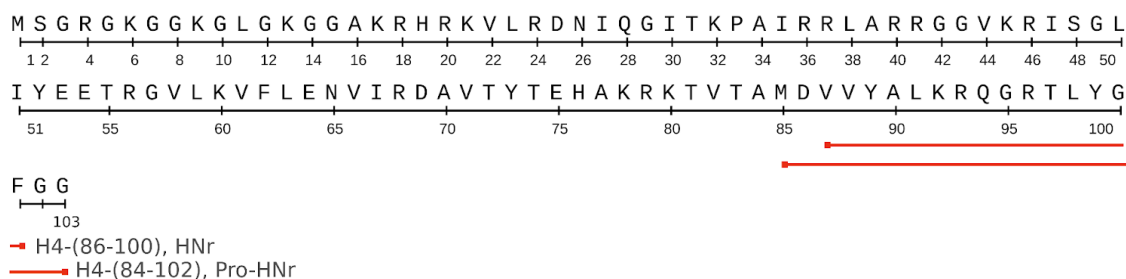 M S G R G K G G K G L G K G G A K R H R K V L R D N I Q G I T K P A I R R L A R R G G V K R I S G L
1 2 4 6 8 10 12 14 16 18 20 22 24 26 28 30 32 34 36 38 40 42 44 46 48 50
I Y E E T R G V L K V F L E N V I R D A V T Y T E H A K R K T V T A M D V V Y A L K R Q G R T L Y G
51 55 60 65 70 75 80 85 90 95 100
F G G
103
H4-(86-100), HNr
H4-(84-102), Pro-HNr